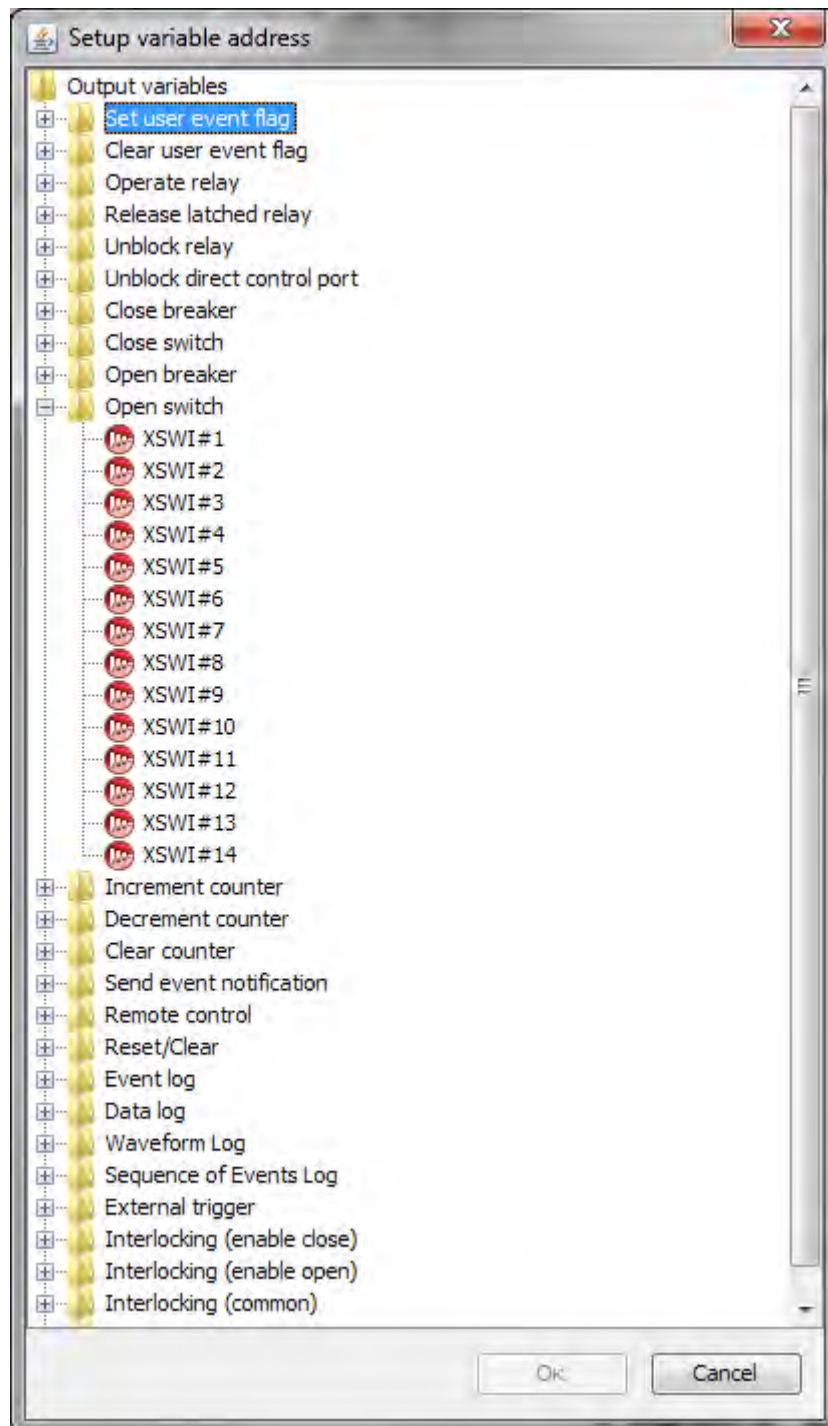 Setup variable address
Output variables
Set user event flag
Clear user event flag
Operate relay
Release latched relay
Unblock relay
Unblock direct control port
Close breaker
Close switch
Open breaker
Open switch
XSWI#1
XSWI#2
XSWI#3
XSWI#4
XSWI#5
XSWI#6
XSWI#7
XSWI#8
XSWI#9
XSWI#10
XSWI#11
XSWI#12
XSWI#13
XSWI#14
Increment counter
Decrement counter
Clear counter
Send event notification
Remote control
Reset/Clear
Event log
Data log
Waveform Log
Sequence of Events Log
External trigger
Interlocking (enable close)
Interlocking (enable open)
Interlocking (common)
Ok Cancel